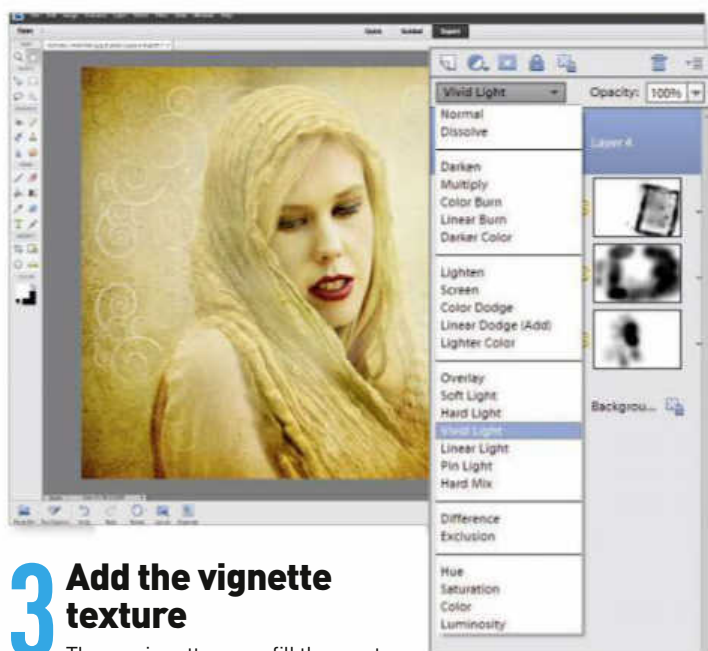 Quick Guided Expert
Vivid Light
Opacity: 100%
Layer 4
Normal
Dissolve
Darken
Multiply
Color Burn
Linear Burn
Darker Color
Lighten
Screen
Color Dodge
Linear Dodge (Add)
Lighter Color
Overlay
Soft Light
Hard Light
Vivid Light
Linear Light
Pin Light
Hard Mix
Backgrou...
Difference
Exclusion
Hue
Saturation
Color
Luminosity
3 Add the vignette
texture